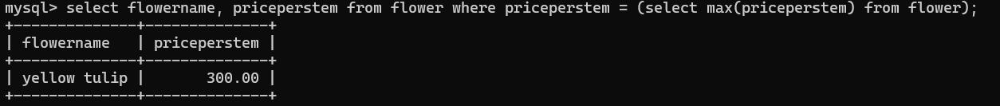 mysql> select flowername, priceperstem from flower where priceperstem = (select max(priceperstem) from flower);
+--------------+--------------+
| flowername   | priceperstem |
+--------------+--------------+
| yellow tulip |       300.00 |
+--------------+--------------+